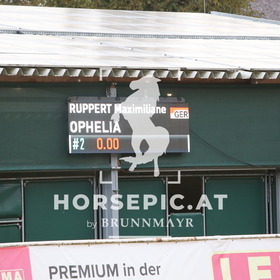 RUPPERT Maximiliane
GER
OPHELIA
#2 0.00
HORSEPIC.AT
by BRUNNMAYR
PREMIUM in der